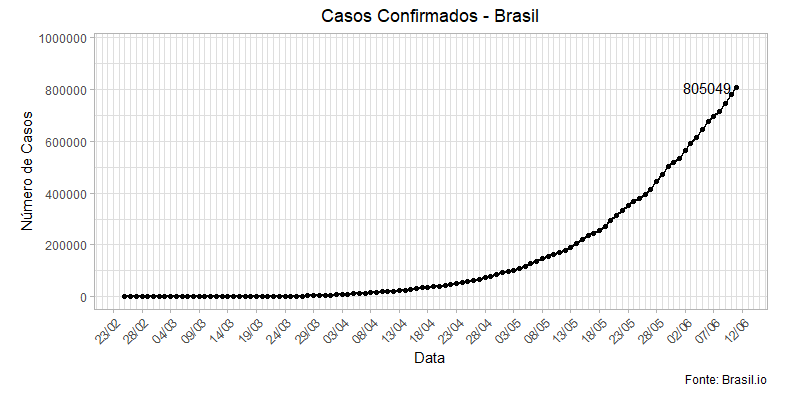 Casos Confirmados - Brasil
Número de Casos
1000000
800000
600000
400000
200000
0
805049
23/02 28/02 04/03 09/03 14/03 19/03 24/03 29/03 03/04 08/04 13/04 18/04 23/04 28/04 03/05 08/05 13/05 18/05 23/05 28/05 02/06 07/06 12/06
Data
Fonte: Brasil.io